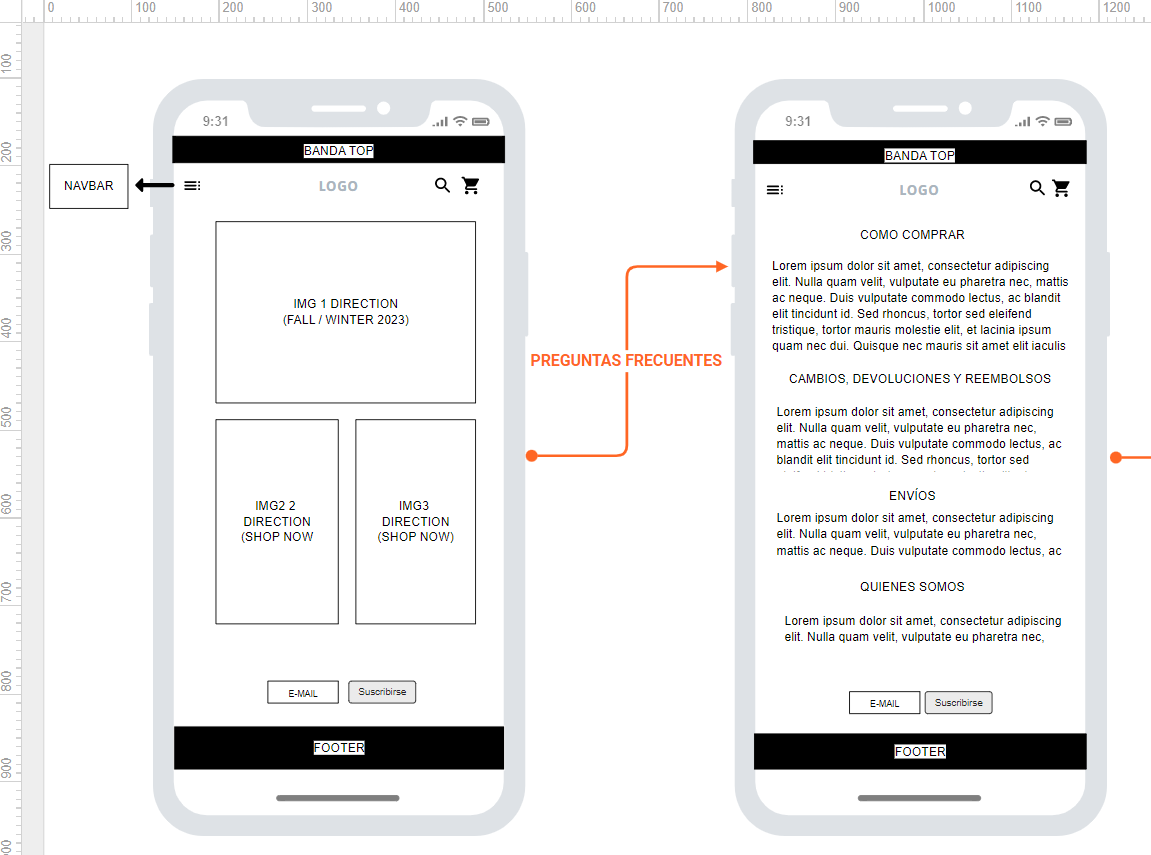 0 100 200 300 400 500 600 700 800 900 1000 1100 1200
100
200
300
400
500
600
700
800
900
NAVBAR
9:31
BANDA TOP
LOGO
IMG 1 DIRECTION
(FALL / WINTER 2023)
IMG2 2
DIRECTION
(SHOP NOW
IMG3
DIRECTION
(SHOP NOW)
E-MAIL
Suscribirse
FOOTER
PREGUNTAS FRECUENTES
9:31
BANDA TOP
LOGO
COMO COMPRAR
Lorem ipsum dolor sit amet, consectetur adipiscing
elit. Nulla quam velit, vulputate eu pharetra nec, mattis
ac neque. Duis vulputate commodo lectus, ac blandit
elit tincidunt id. Sed rhoncus, tortor sed eleifend
tristique, tortor mauris molestie elit, et lacinia ipsum
quam nec dui. Quisque nec mauris sit amet elit iaculis
CAMBIOS, DEVOLUCIONES Y REEMBOLSOS
Lorem ipsum dolor sit amet, consectetur adipiscing
elit. Nulla quam velit, vulputate eu pharetra nec,
mattis ac neque. Duis vulputate commodo lectus, ac
blandit elit tincidunt id. Sed rhoncus, tortor sed
ENVÍOS
Lorem ipsum dolor sit amet, consectetur adipiscing
elit. Nulla quam velit, vulputate eu pharetra nec,
mattis ac neque. Duis vulputate commodo lectus, ac
QUIENES SOMOS
Lorem ipsum dolor sit amet, consectetur adipiscing
elit. Nulla quam velit, vulputate eu pharetra nec,
E-MAIL
Suscribirse
FOOTER